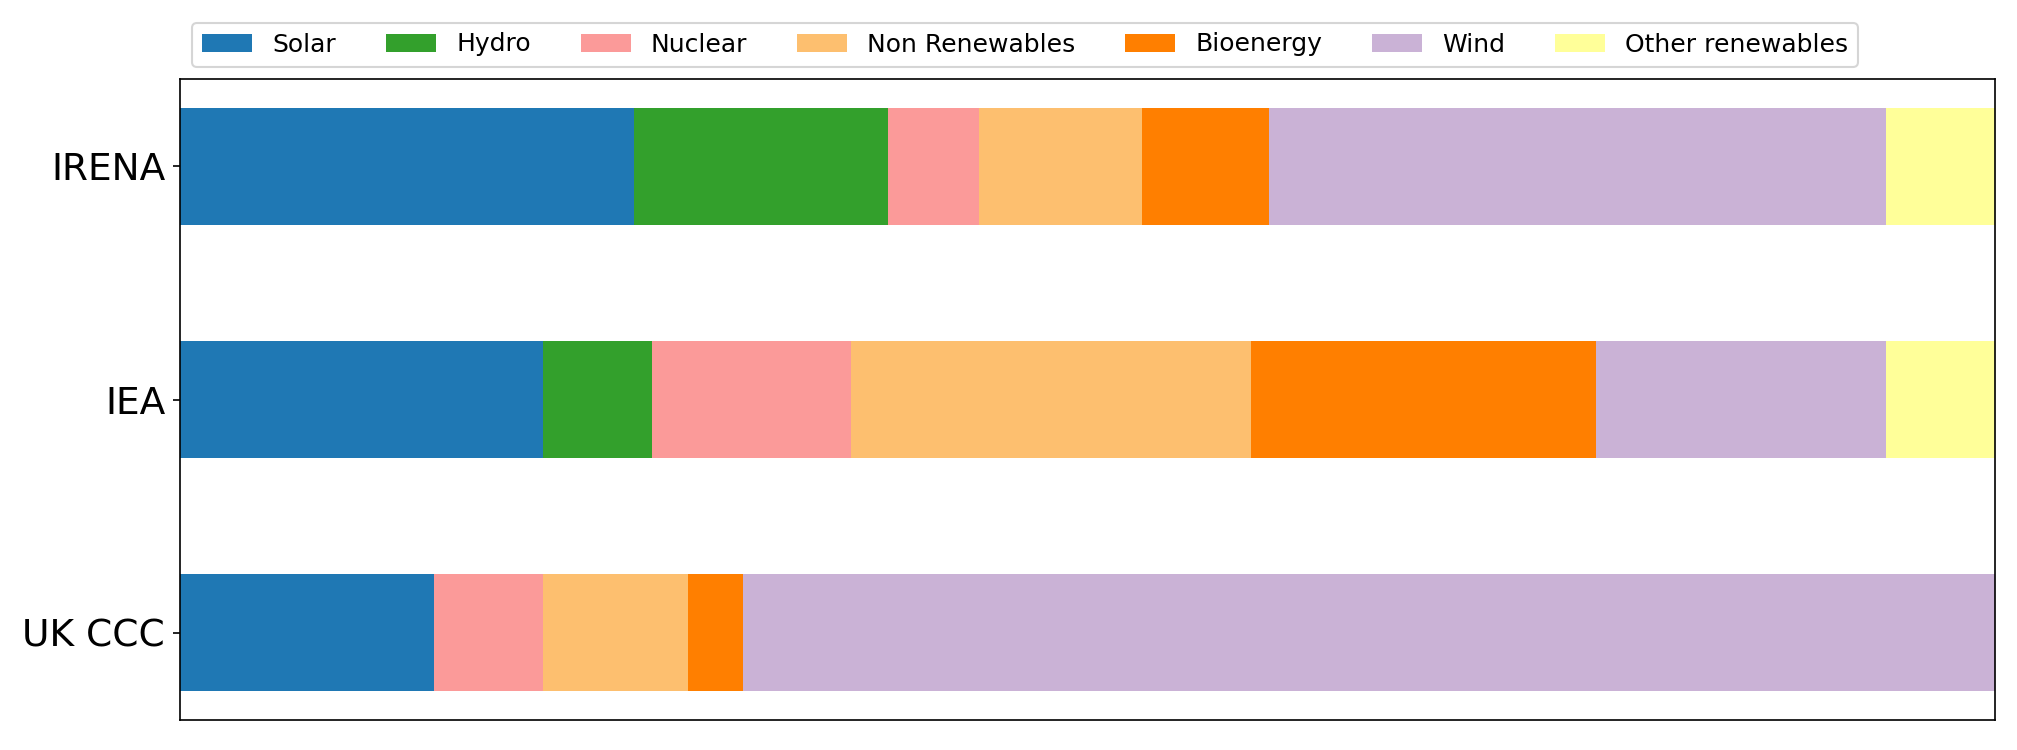 Solar Hydro Nuclear Non Renewables Bioenergy Wind Other renewables
IRENA
IEA
UK CCC